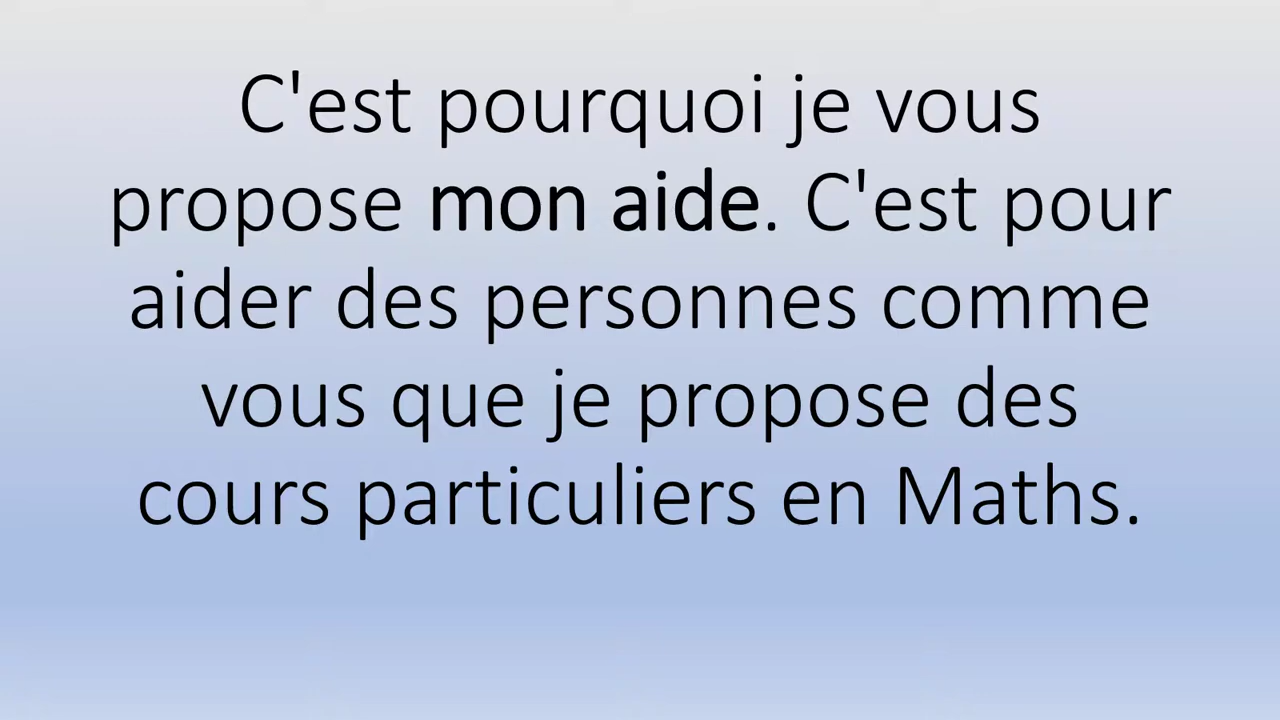 C'est pourquoi je vous
propose mon aide. C'est pour
aider des personnes comme
vous que je propose des
cours particuliers en Maths.